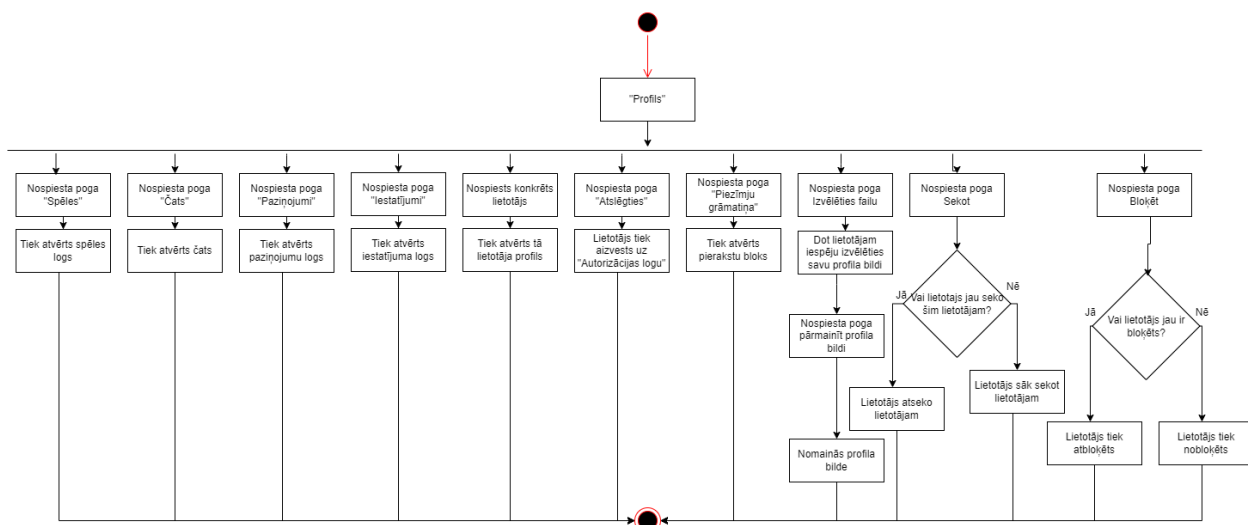 "Profils"
Nospiesta poga
"Spēles"
Nospiesta poga
"Čats"
Nospiesta poga
"Paziņojumi"
Nospiesta poga
"Iestatījumi"
Nospiests konkrēts
lietotājs
Nospiesta poga
"Atslēgties"
Nospiesta poga
"Piezīmju
grāmatiņa"
Nospiesta poga
Izvēlēties failu
Nospiesta poga
Sekot
Nospiesta poga
Bloķēt
Tiek atvērts spēles
logs
Tiek atvērts čats
Tiek atvērts
paziņojumu logs
Tiek atvērts
iestatījuma logs
Tiek atvērts tā
lietotāja profils
Lietotājs tiek
aizvests uz
"Autorizācijas logu"
Tiek atvērts
pierakstu bloks
Dot lietotājam
iespēju izvēlēties
savu profila bildi
Jā
Vai lietotajs jau seko
šim lietotājam?
Nē
Jā
Vai lietotājs jau ir
bloķēts?
Nē
Nospiesta poga
pārmainīt profila
bildi
Lietotājs atseko
lietotājam
Lietotājs sāk sekot
lietotājam
Nomainās profila
bilde
Lietotājs tiek
atbloķēts
Lietotājs tiek
nobloķēts